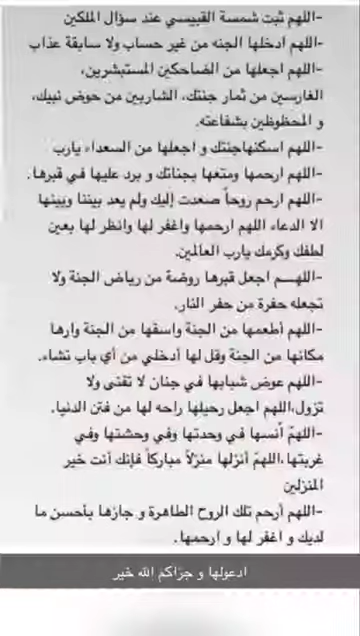 -اللهم ثبت شمسة القبيسي عند سؤال الملكين
-اللهم ادخلها الجنه من غير حساب ولا سابقة عذاب
-اللهم اجعلها من الضاحكين المستبشرين،
الغارسين من ثمار جنتك، الشاربين من حوض نبيك،
و المحظوظين بشفاعته.
-اللهم اسكنهاجنتك و اجعلها من السعداء يارب
-اللهم ارحمها ومتعها بجناتك و برد عليها في قبرها.
-اللهم ارحم روحاً صعدت إليك ولم يعد بيننا وبينها
الا الدعاء اللهم ارحمها واغفر لها وانظر لها بعين
لطفك وكرمك يارب العالمين.
-اللهـــم اجعل قبرها روضة من رياض الجنة ولا
تجعله حفرة من حفر النار.
-اللهم أطعمها من الجنة واسقها من الجنة وارها
مكانها من الجنة وقل لها أدخلي من أي باب تشاء.
-اللهم عوض شبابها في جنان لا تفنى ولا
تزول،اللهم اجعل رحيلها راحه لها من فتن الدنيا.
-اللهمّ آنسها في وحدتها وفي وحشتها وفي
غربتها.اللهمّ أنزلها منزلاً مباركاً فإنك أنت خير
المنزلين
-اللهم أرحم تلك الروح الطاهرة و جازها بأحسن ما
لديك و اغفر لها و ارحمها.
ادعولها و جزاكم الله خير